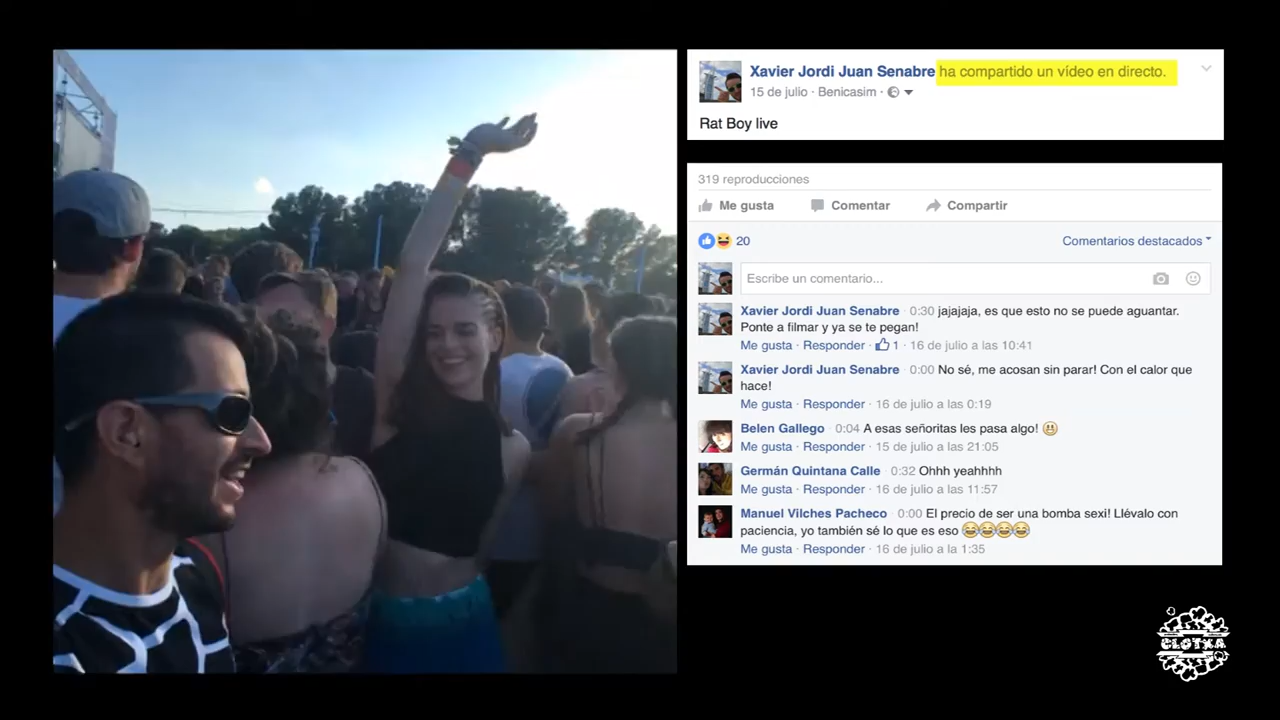 Xavier Jordi Juan Senabre ha compartido un vídeo en directo.
15 de julio · Benicasim ·
Rat Boy live
319 reproducciones
Me gusta Comentar Compartir
20 Comentarios destacados
Escribe un comentario...
Xavier Jordi Juan Senabre · 0:30 jajajaja, es que esto no se puede aguantar.
Ponte a filmar y ya se te pegan!
Me gusta · Responder · 1 · 16 de julio a las 10:41
Xavier Jordi Juan Senabre · 0:00 No sé, me acosan sin parar! Con el calor que
hace!
Me gusta · Responder · 16 de julio a las 0:19
Belen Gallego · 0:04 A esas señoritas les pasa algo! 😃
Me gusta · Responder · 15 de julio a las 21:05
Germán Quintana Calle · 0:32 Ohhh yeahhhh
Me gusta · Responder · 16 de julio a las 11:57
Manuel Vilches Pacheco · 0:00 El precio de ser una bomba sexi! Llévalo con
paciencia, yo también sé lo que es eso 😂😂😂😂
Me gusta · Responder · 16 de julio a la 1:35
CLOTXA